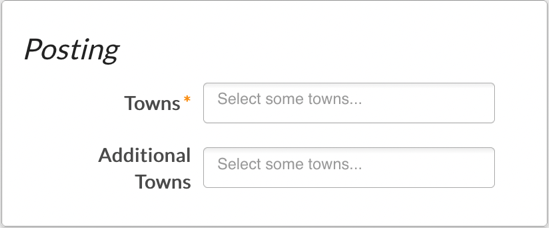 Posting
Towns*
Select some towns...
Additional
Towns
Select some towns...